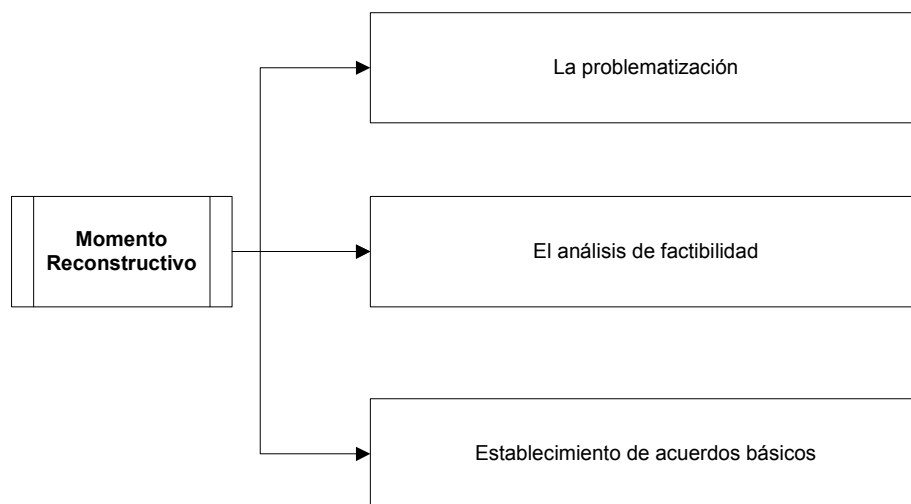 La problematización
Momento
Reconstructivo
El análisis de factibilidad
Establecimiento de acuerdos básicos